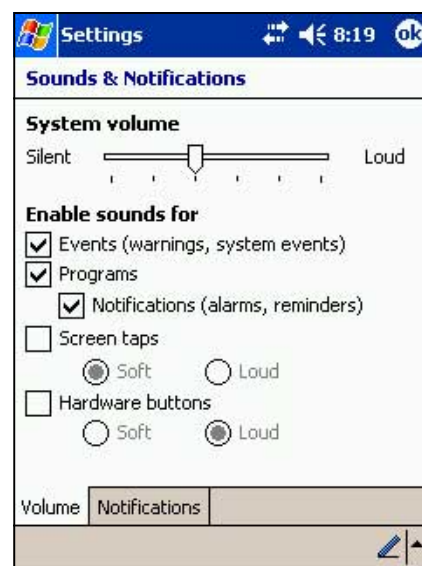 Settings 8:19 ok
Sounds & Notifications
System volume
Silent Loud
Enable sounds for
Events (warnings, system events)
Programs
Notifications (alarms, reminders)
Screen taps
Soft Loud
Hardware buttons
Soft Loud
Volume Notifications